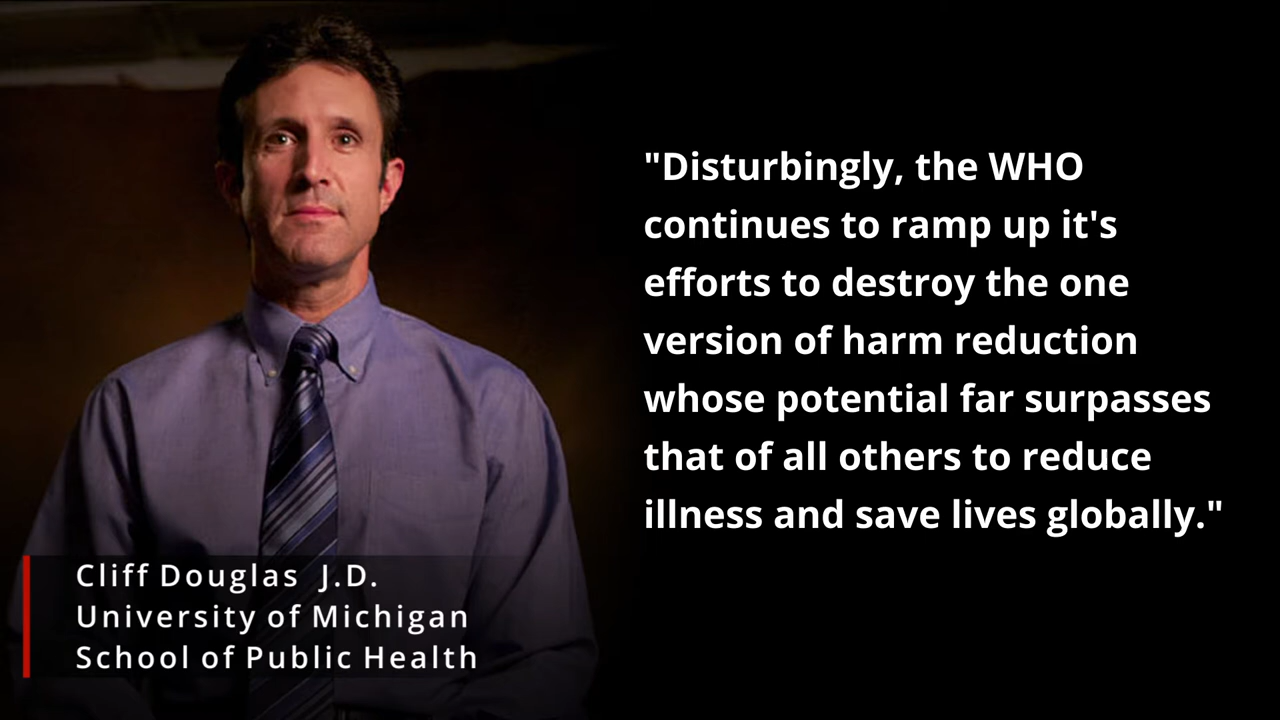 "Disturbingly, the WHO
continues to ramp up it's
efforts to destroy the one
version of harm reduction
whose potential far surpasses
that of all others to reduce
illness and save lives globally."
Cliff Douglas J.D.
University of Michigan
School of Public Health